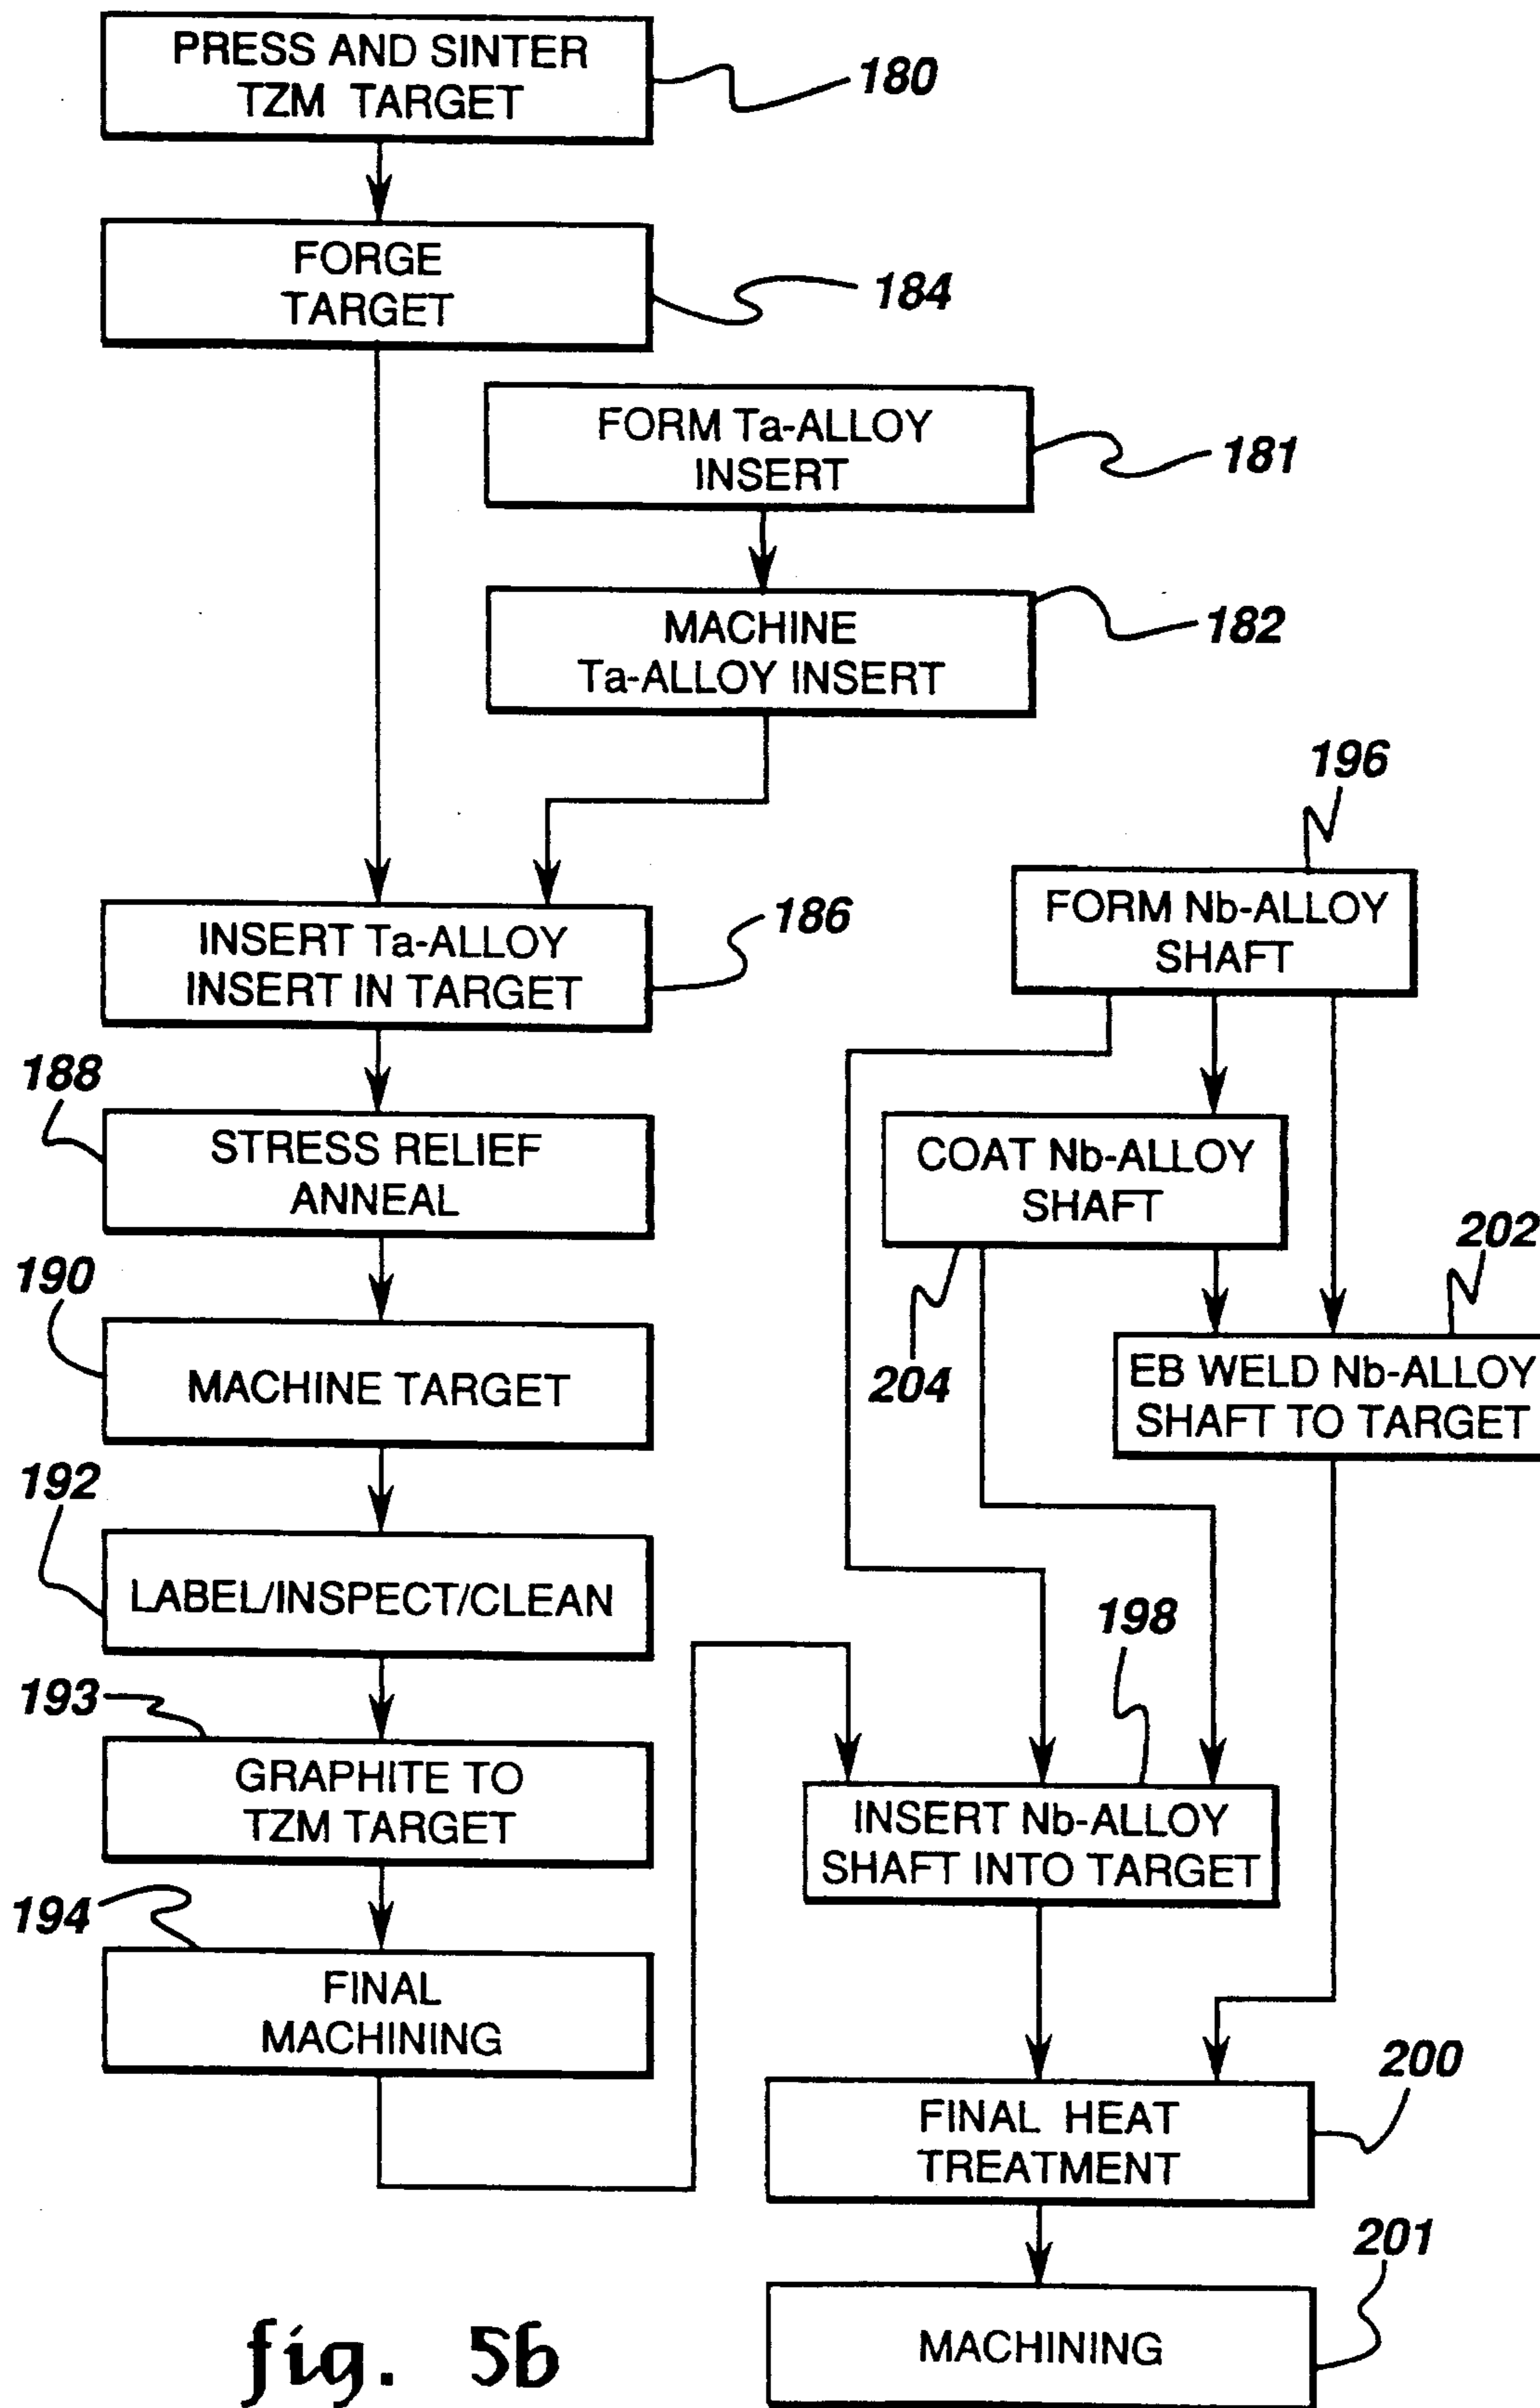 PRESS AND SINTER
TZM TARGET
180
FORGE
TARGET
184
FORM Ta-ALLOY
INSERT
181
MACHINE
Ta-ALLOY INSERT
182
196
FORM Nb-ALLOY
SHAFT
INSERT Ta-ALLOY
INSERT IN TARGET
186
188
STRESS RELIEF
ANNEAL
COAT Nb-ALLOY
SHAFT
204
202
EB WELD Nb-ALLOY
SHAFT TO TARGET
190
MACHINE TARGET
192
LABEL/INSPECT/CLEAN
193
GRAPHITE TO
TZM TARGET
198
INSERT Nb-ALLOY
SHAFT INTO TARGET
194
FINAL
MACHINING
200
FINAL HEAT
TREATMENT
201
MACHINING
fig. 5b